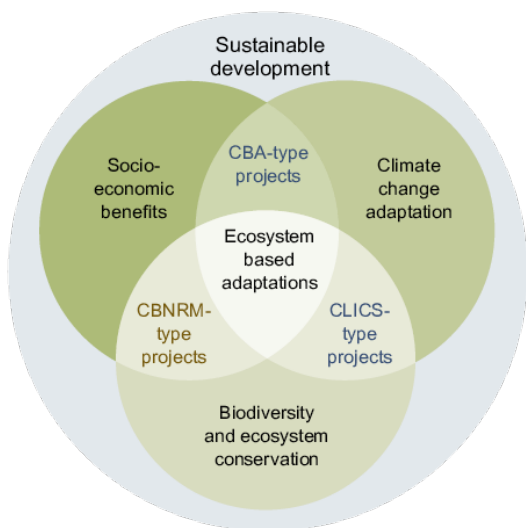 Sustainable
development
CBA-type
projects
Socio-
economic
benefits
Climate
change
adaptation
Ecosystem
based
adaptations
CBNRM-
type
projects
CLICS-
type
projects
Biodiversity
and ecosystem
conservation